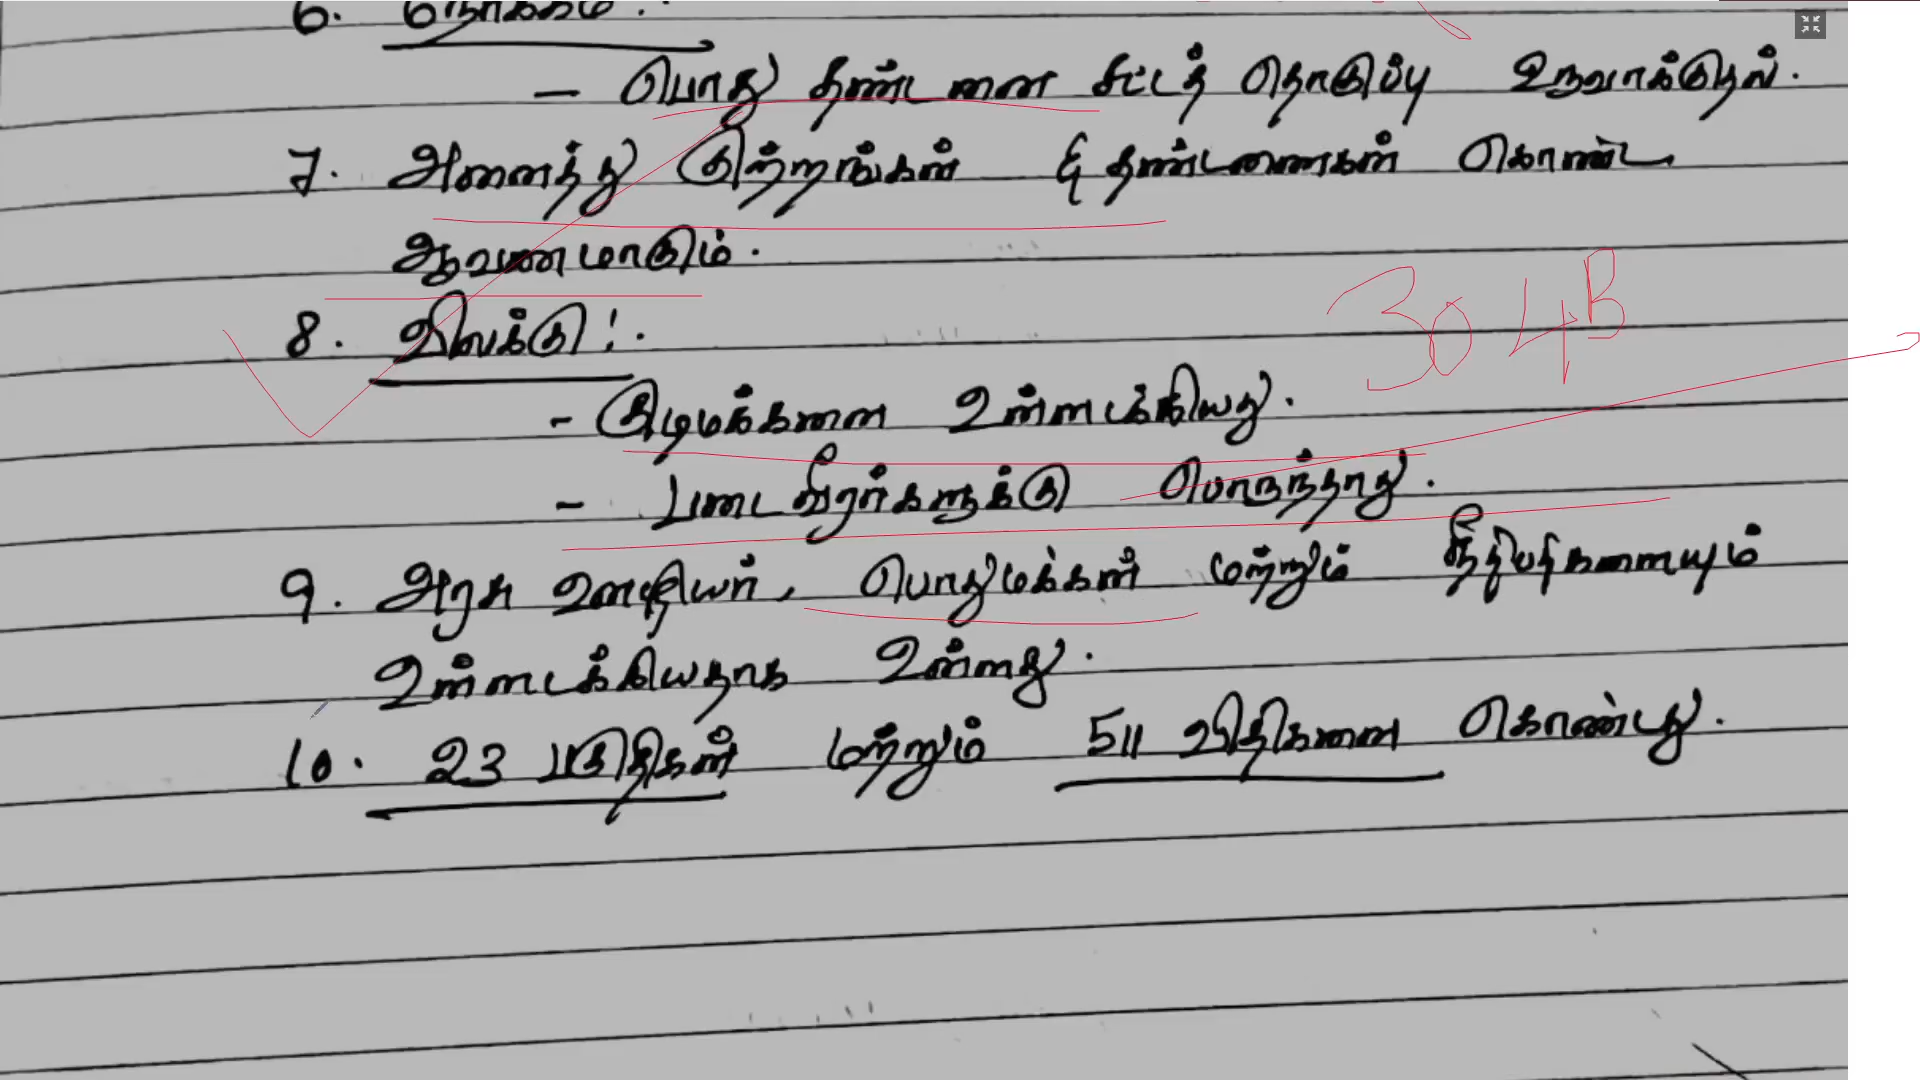 6. நோக்கம் :.
- பொது தண்டனை சட்டத் தொகுப்பு உருவாக்குதல்.
7. அனைத்து குற்றங்கள் & தண்டனைகள் கொண்ட
ஆவணமாகும்.
8. விலக்கு :.
304B
- குடிமக்களை உள்ளடக்கியது.
- படைவீரர்களுக்கு பொருந்தாது.
9. அரசு ஊழியர், பொதுமக்கள் மற்றும் நீதிபதிகளையும்
உள்ளடக்கியதாக உள்ளது.
10. 23 பகுதிகள் மற்றும் 511 விதிகளை கொண்டது.